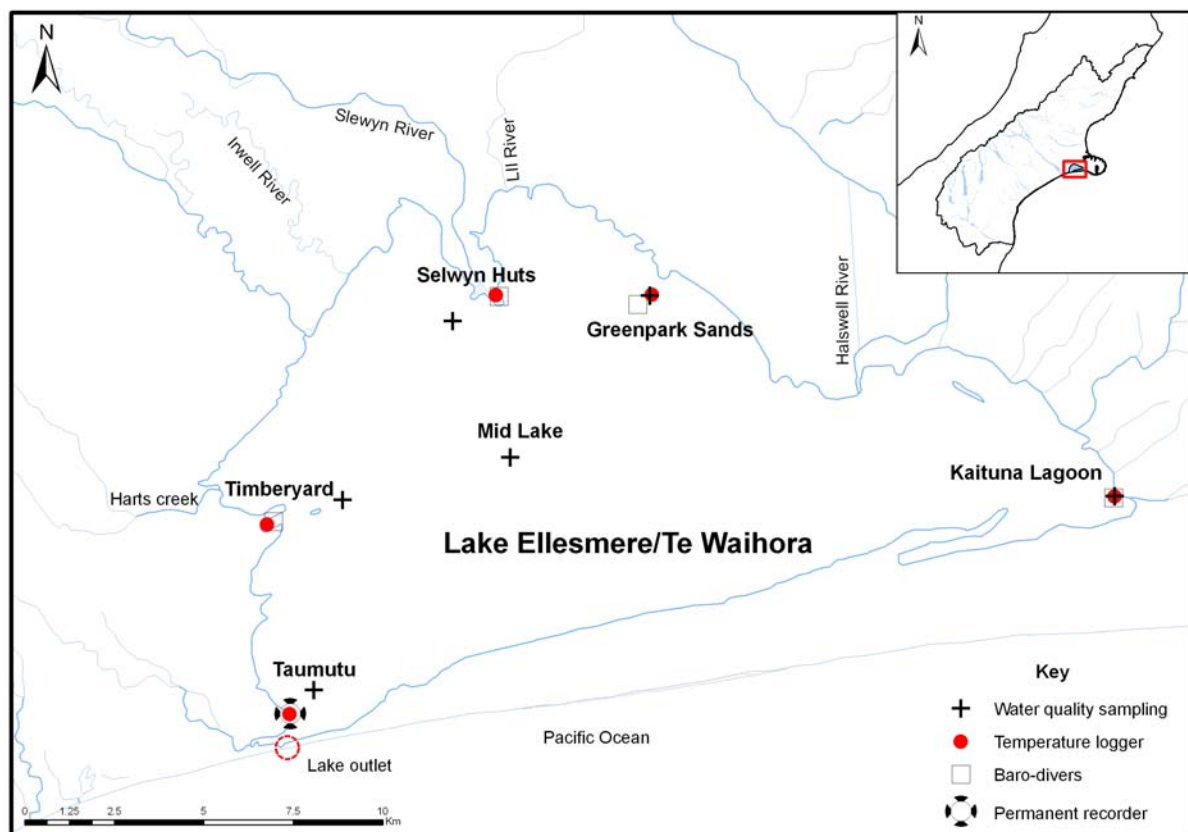 N
N
Slewyn River
LII River
Irwell River
Halswell River
Selwyn Huts
Greenpark Sands
Mid Lake
Kaituna Lagoon
Timberyard
Harts creek
Lake Ellesmere/Te Waihora
Taumutu
Pacific Ocean
Lake outlet
Key
Water quality sampling
Temperature logger
Baro-divers
Permanent recorder
0 1.25 2.5 5 7.5 10
Km